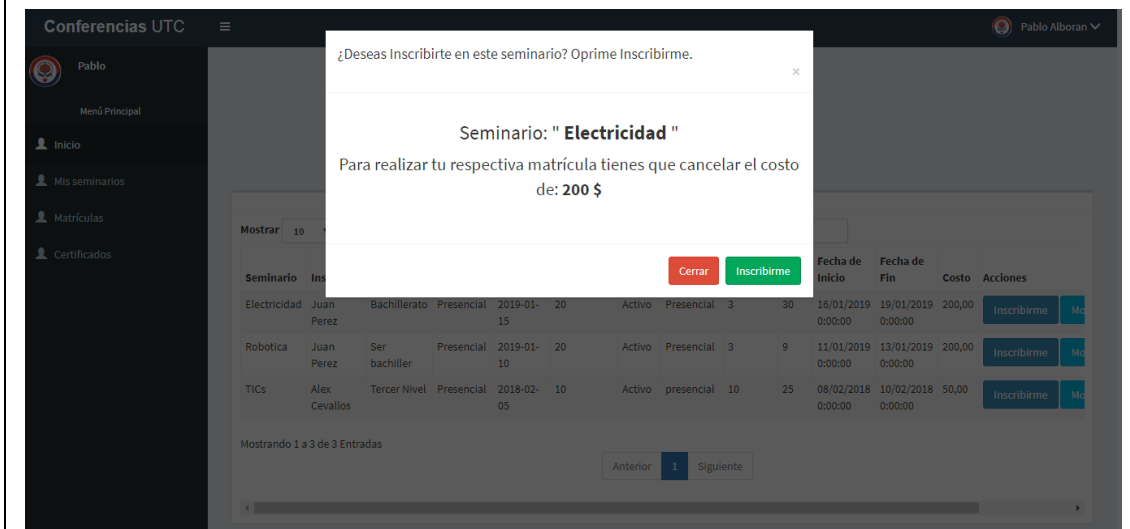 Conferencias UTC
Pablo Alboran
Pablo
Menú Principal
Inicio
Mis seminarios
Matrículas
Certificados
¿Deseas Inscribirte en este seminario? Oprime Inscribirme.
×
Seminario: " Electricidad "
Para realizar tu respectiva matrícula tienes que cancelar el costo
de: 200 $
Cerrar Inscribirme
Mostrar 10
Fecha de Fecha de
Seminario Ins Inicio Fin Costo Acciones
Electricidad Juan Bachillerato Presencial 2019-01- 20 Activo Presencial 3 30 16/01/2019 19/01/2019 200,00 Inscribirme Mo
Perez 15 0:00:00 0:00:00
Robotica Juan Ser Presencial 2019-01- 20 Activo Presencial 3 9 11/01/2019 13/01/2019 200,00 Inscribirme Mo
Perez bachiller 10 0:00:00 0:00:00
TICs Alex Tercer Nivel Presencial 2018-02- 10 Activo presencial 10 25 08/02/2018 10/02/2018 50,00 Inscribirme Mo
Cevallos 05 0:00:00 0:00:00
Mostrando 1 a 3 de 3 Entradas
Anterior 1 Siguiente